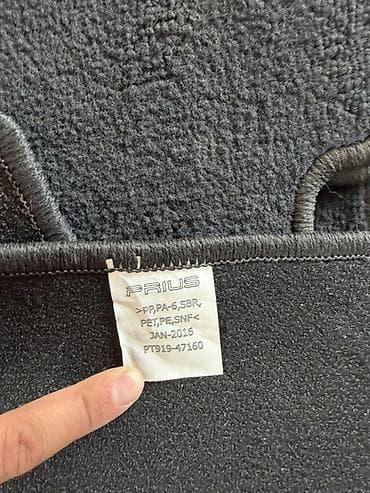 PRIUS
>PP,PA-6,SBR,
PET,PE,SNF<
JAN-2016
PT919-47160